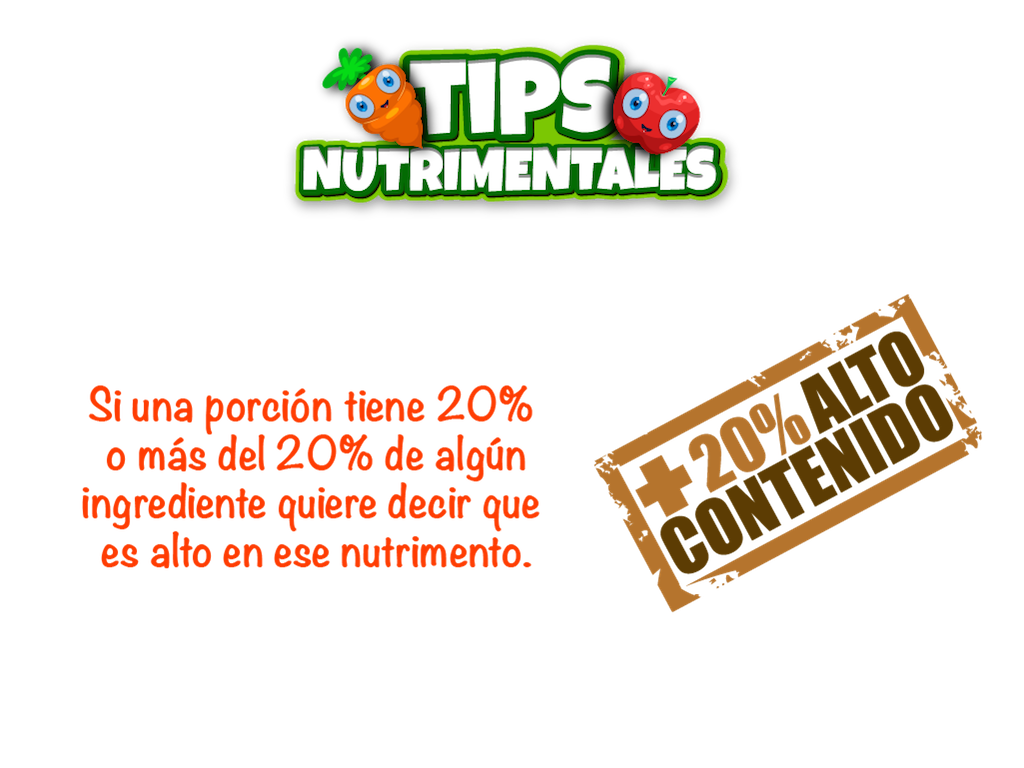 TIPS
NUTRIMENTALES
Si una porción tiene 20%
o más del 20% de algún
ingrediente quiere decir que
es alto en ese nutrimento.
+20% ALTO
CONTENIDO